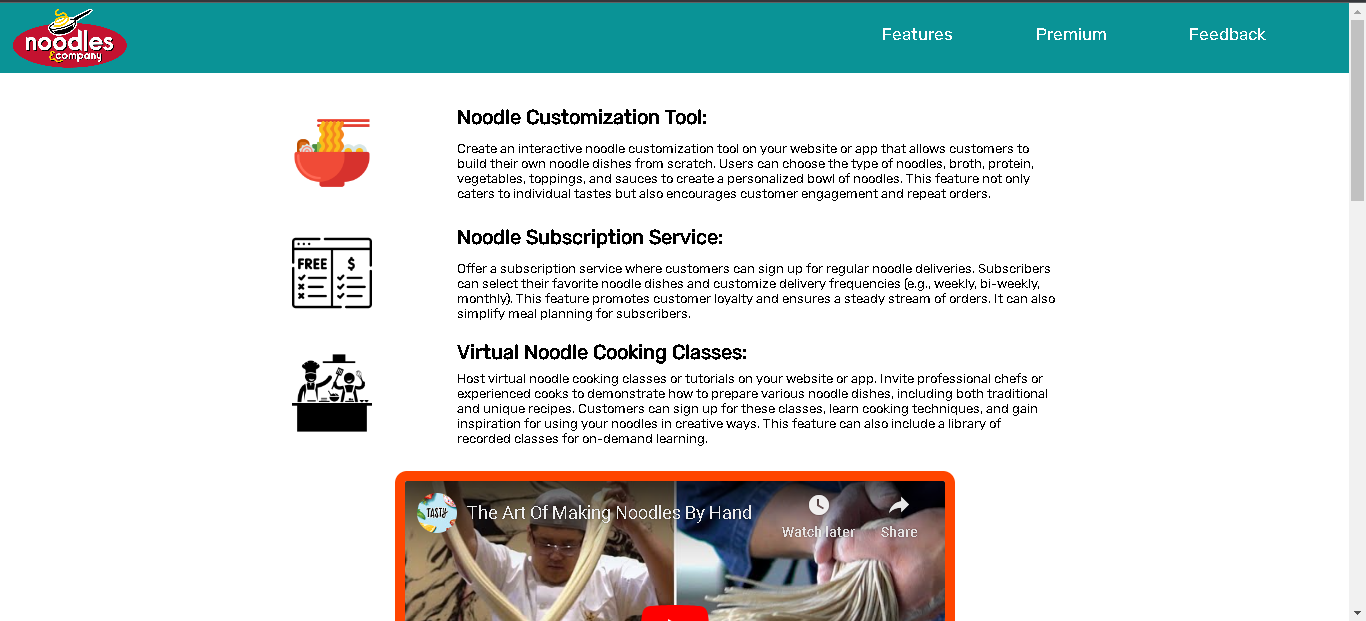 noodles
&company
Features Premium Feedback
Noodle Customization Tool:
Create an interactive noodle customization tool on your website or app that allows customers to
build their own noodle dishes from scratch. Users can choose the type of noodles, broth, protein,
vegetables, toppings, and sauces to create a personalized bowl of noodles. This feature not only
caters to individual tastes but also encourages customer engagement and repeat orders.
FREE $
Noodle Subscription Service:
Offer a subscription service where customers can sign up for regular noodle deliveries. Subscribers
can select their favorite noodle dishes and customize delivery frequencies (e.g., weekly, bi-weekly,
monthly). This feature promotes customer loyalty and ensures a steady stream of orders. It can also
simplify meal planning for subscribers.
Virtual Noodle Cooking Classes:
Host virtual noodle cooking classes or tutorials on your website or app. Invite professional chefs or
experienced cooks to demonstrate how to prepare various noodle dishes, including both traditional
and unique recipes. Customers can sign up for these classes, learn cooking techniques, and gain
inspiration for using your noodles in creative ways. This feature can also include a library of
recorded classes for on-demand learning.
TASTY The Art Of Making Noodles By Hand
Watch later Share